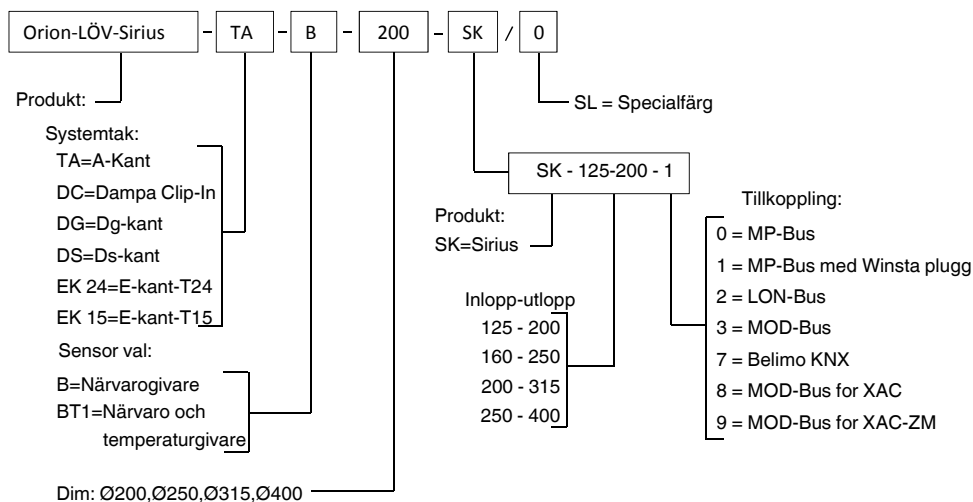 Orion-LÖV-Sirius - TA - B - 200 - SK / 0
Produkt:
SL = Specialfärg
Systemtak:
TA=A-Kant
DC=Dampa Clip-In
DG=Dg-kant
DS=Ds-kant
EK 24=E-kant-T24
EK 15=E-kant-T15
Sensor val:
B=Närvarogivare
BT1=Närvaro och
temperaturgivare
Dim: Ø200,Ø250,Ø315,Ø400
SK - 125-200 - 1
Produkt:
SK=Sirius
Inlopp-utlopp
125 - 200
160 - 250
200 - 315
250 - 400
Tillkoppling:
0 = MP-Bus
1 = MP-Bus med Winsta plugg
2 = LON-Bus
3 = MOD-Bus
7 = Belimo KNX
8 = MOD-Bus for XAC
9 = MOD-Bus for XAC-ZM